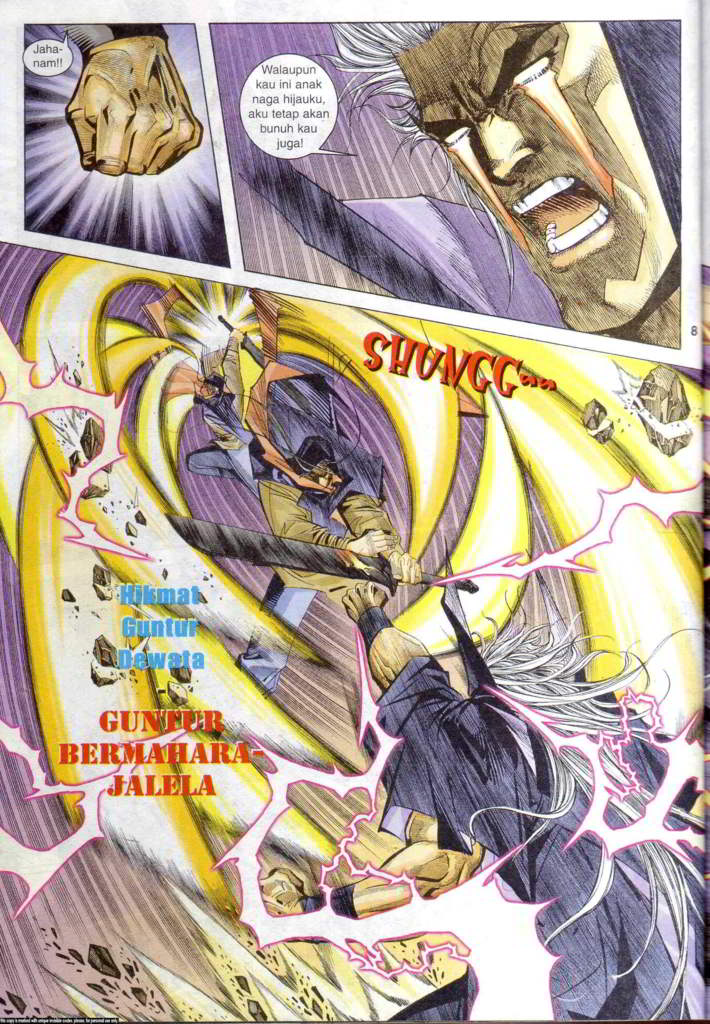 Jaha-
nam!!
Walaupun
kau ini anak
naga hijauku,
aku tetap akan
bunuh kau
juga!
8
SHUNGG~~
Hikmat
Guntur
Dewata
-
GUNTUR
BERMAHARA-
JALELA